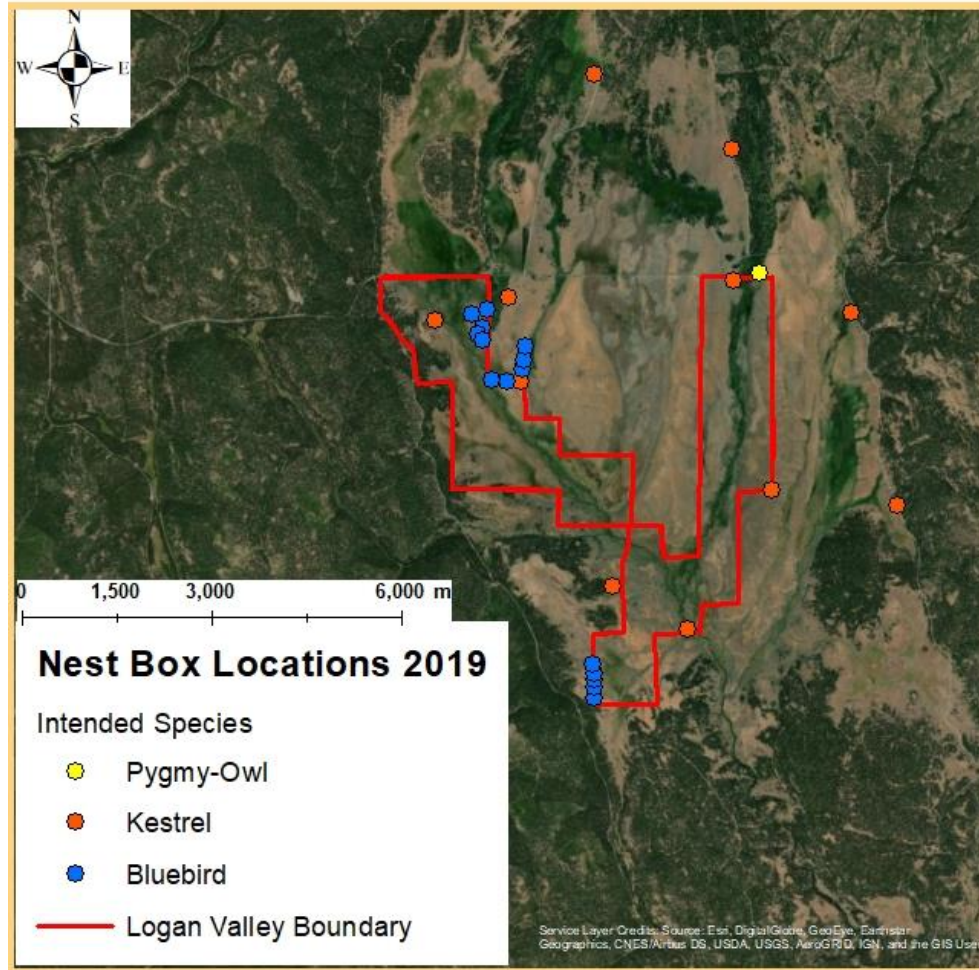 N
W E
S
0 1,500 3,000 6,000 m
Nest Box Locations 2019
Intended Species
Pygmy-Owl
Kestrel
Bluebird
Logan Valley Boundary
Service Layer Credits: Source: Esri, DigitalGlobe, GeoEye, Earthstar
Geographics, CNES/Airbus DS, USDA, USGS, AeroGRID, IGN, and the GIS Use